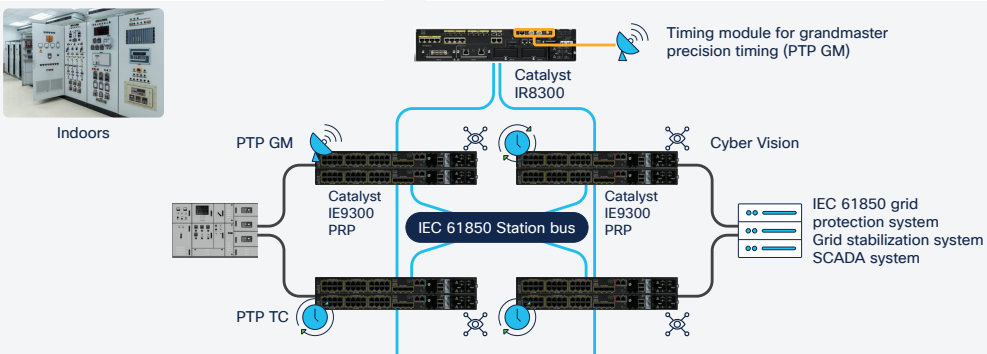 Timing module for grandmaster
precision timing (PTP GM)
Catalyst
IR8300
Indoors
PTP GM
Cyber Vision
Catalyst
IE9300
PRP
Catalyst
IE9300
PRP
IEC 61850 Station bus
IEC 61850 grid
protection system
Grid stabilization system
SCADA system
PTP TC